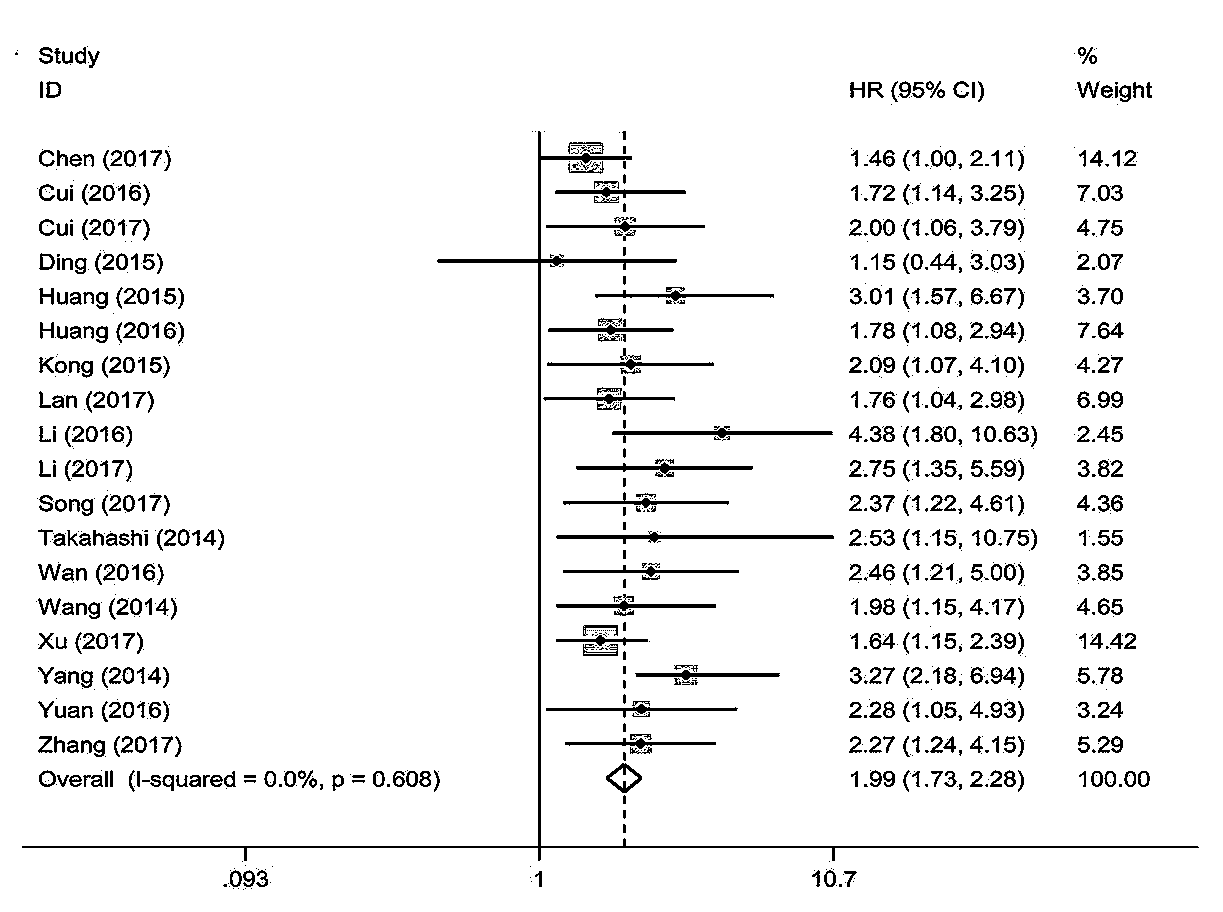 Study %
ID HR (95% CI) Weight
Chen (2017) 1.46 (1.00, 2.11) 14.12
Cui (2016) 1.72 (1.14, 3.25) 7.03
Cui (2017) 2.00 (1.06, 3.79) 4.75
Ding (2015) 1.15 (0.44, 3.03) 2.07
Huang (2015) 3.01 (1.57, 6.67) 3.70
Huang (2016) 1.78 (1.08, 2.94) 7.64
Kong (2015) 2.09 (1.07, 4.10) 4.27
Lan (2017) 1.76 (1.04, 2.98) 6.99
Li (2016) 4.38 (1.80, 10.63) 2.45
Li (2017) 2.75 (1.35, 5.59) 3.82
Song (2017) 2.37 (1.22, 4.61) 4.36
Takahashi (2014) 2.53 (1.15, 10.75) 1.55
Wan (2016) 2.46 (1.21, 5.00) 3.85
Wang (2014) 1.98 (1.15, 4.17) 4.65
Xu (2017) 1.64 (1.15, 2.39) 14.42
Yang (2014) 3.27 (2.18, 6.94) 5.78
Yuan (2016) 2.28 (1.05, 4.93) 3.24
Zhang (2017) 2.27 (1.24, 4.15) 5.29
Overall (I-squared = 0.0%, p = 0.608) 1.99 (1.73, 2.28) 100.00
.093 1 10.7